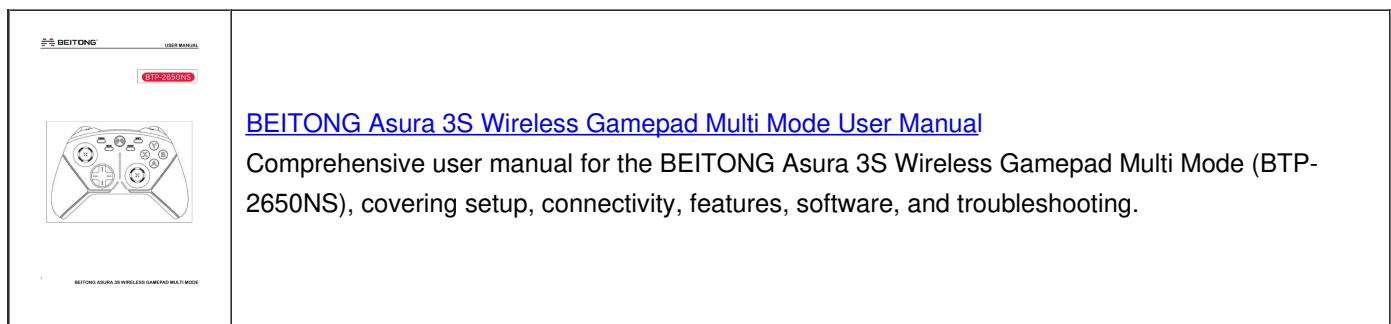 BEITONG
USER MANUAL
BTP-2650NS
Y
X
B
A
BEITONG ASURA 3S WIRELESS GAMEPAD MULTI MODE
BEITONG Asura 3S Wireless Gamepad Multi Mode User Manual
Comprehensive user manual for the BEITONG Asura 3S Wireless Gamepad Multi Mode (BTP-
2650NS), covering setup, connectivity, features, software, and troubleshooting.